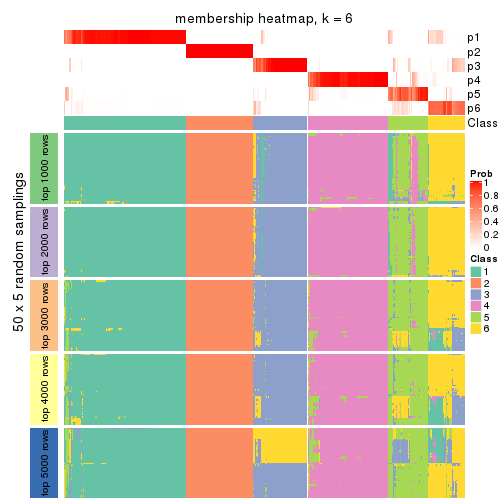 membership heatmap, k = 6
p1
p2
p3
p4
p5
p6
Class
50 x 5 random samplings
top 1000 rows
top 2000 rows
top 3000 rows
top 4000 rows
top 5000 rows
Prob
1
0.8
0.6
0.4
0.2
0
Class
1
2
3
4
5
6